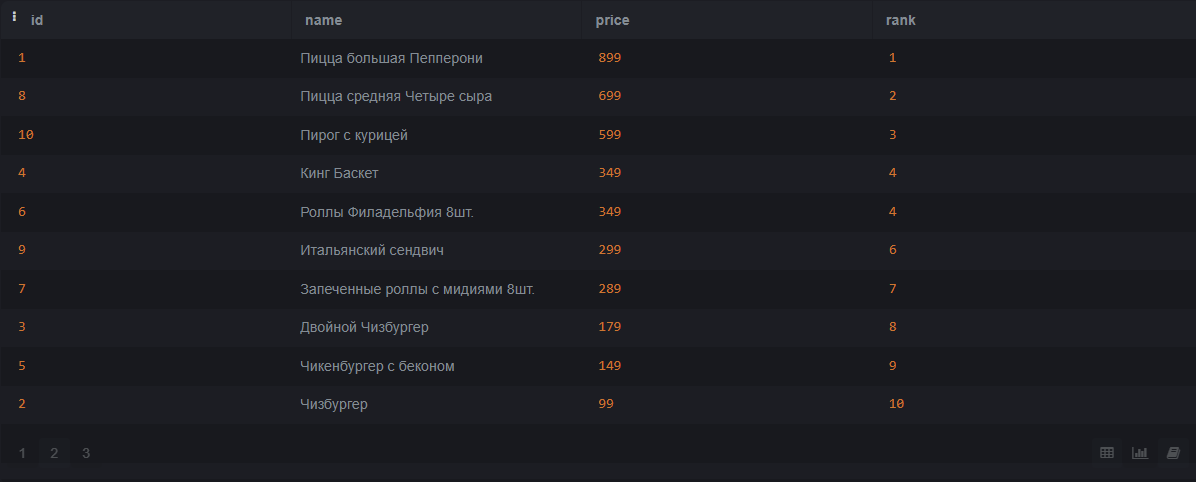 id name price rank
1 Пицца большая Пепперони 899 1
8 Пицца средняя Четыре сыра 699 2
10 Пирог с курицей 599 3
4 Кинг Баскет 349 4
6 Роллы Филадельфия 8шт. 349 4
9 Итальянский сендвич 299 6
7 Запеченные роллы с мидиями 8шт. 289 7
3 Двойной Чизбургер 179 8
5 Чикенбургер с беконом 149 9
2 Чизбургер 99 10
1 2 3